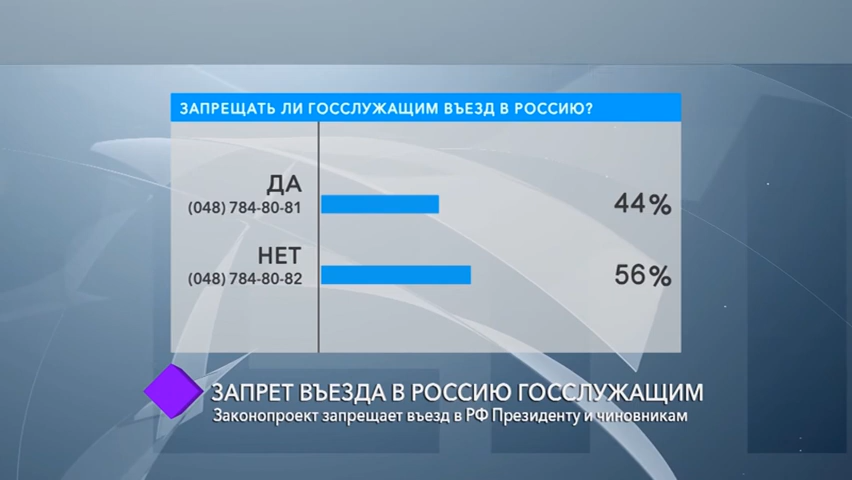 ЗАПРЕЩАТЬ ЛИ ГОССЛУЖАЩИМ ВЪЕЗД В РОССИЮ?
ДА
(048) 784-80-81
44%
НЕТ
(048) 784-80-82
56%
ЗАПРЕТ ВЪЕЗДА В РОССИЮ ГОССЛУЖАЩИМ
Законопроект запрещает въезд в РФ Президенту и чиновникам